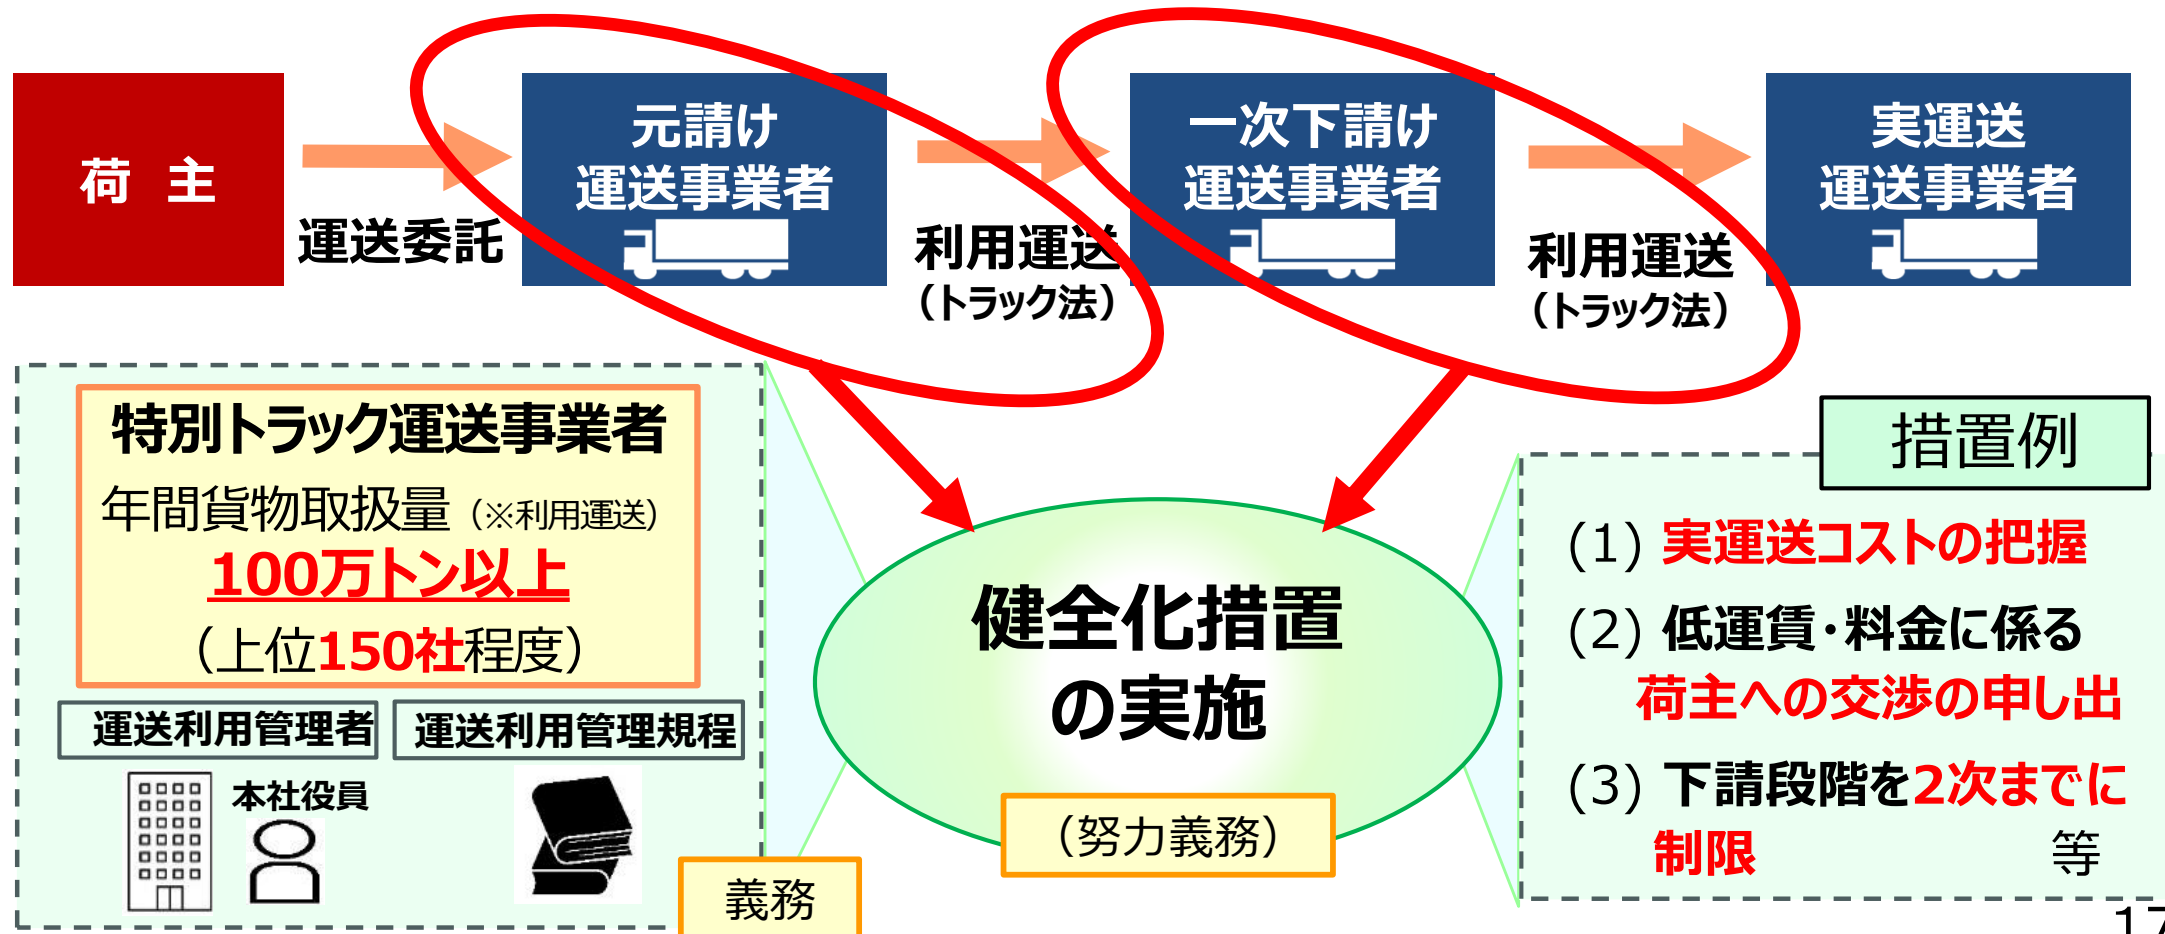 荷 主
運送委託
元請け
運送事業者
利用運送
（トラック法）
一次下請け
運送事業者
利用運送
（トラック法）
実運送
運送事業者
特別トラック運送事業者
年間貨物取扱量（※利用運送）
100万トン以上
（上位150社程度）
運送利用管理者
運送利用管理規程
本社役員
義務
健全化措置
の実施
（努力義務）
措置例
(1) 実運送コストの把握
(2) 低運賃・料金に係る
荷主への交渉の申し出
(3) 下請段階を2次までに
制限 等
17